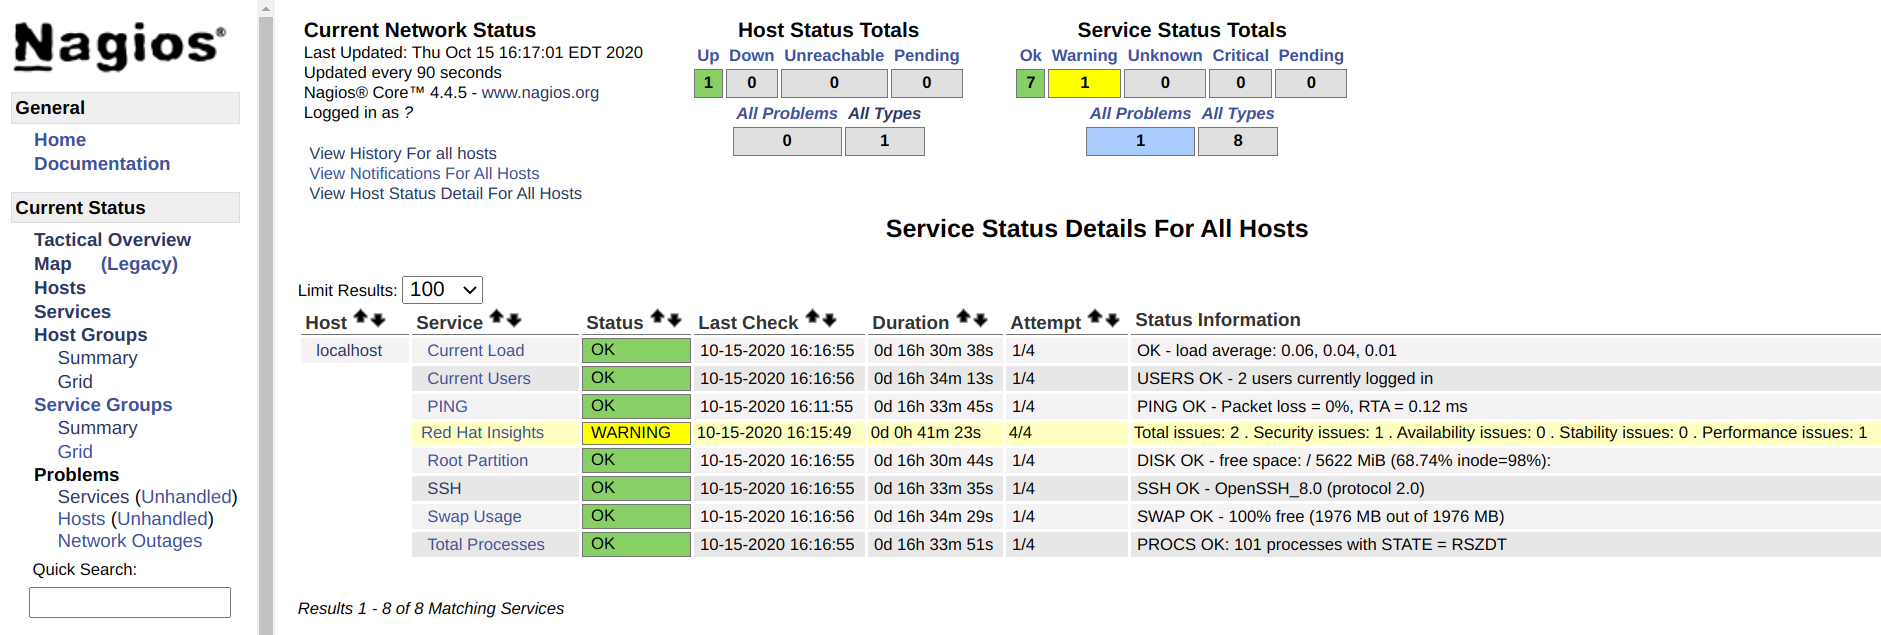 Nagios®
General
Home
Documentation
Current Status
Tactical Overview
Map (Legacy)
Hosts
Services
Host Groups
Summary
Grid
Service Groups
Summary
Grid
Problems
Services (Unhandled)
Hosts (Unhandled)
Network Outages
Quick Search:
Current Network Status
Last Updated: Thu Oct 15 16:17:01 EDT 2020
Updated every 90 seconds
Nagios® Core™ 4.4.5 - www.nagios.org
Logged in as ?
View History For all hosts
View Notifications For All Hosts
View Host Status Detail For All Hosts
Host Status Totals
Up Down Unreachable Pending
1 0 0 0
All Problems All Types
0 1
Service Status Totals
Ok Warning Unknown Critical Pending
7 1 0 0 0
All Problems All Types
1 8
Service Status Details For All Hosts
Limit Results: 100
Host Service Status Last Check Duration Attempt Status Information
localhost Current Load OK 10-15-2020 16:16:55 0d 16h 30m 38s 1/4 OK - load average: 0.06, 0.04, 0.01
Current Users OK 10-15-2020 16:16:56 0d 16h 34m 13s 1/4 USERS OK - 2 users currently logged in
PING OK 10-15-2020 16:11:55 0d 16h 33m 45s 1/4 PING OK - Packet loss = 0%, RTA = 0.12 ms
Red Hat Insights WARNING 10-15-2020 16:15:49 0d 0h 41m 23s 4/4 Total issues: 2 . Security issues: 1 . Availability issues: 0 . Stability issues: 0 . Performance issues: 1
Root Partition OK 10-15-2020 16:16:55 0d 16h 30m 44s 1/4 DISK OK - free space: / 5622 MiB (68.74% inode=98%):
SSH OK 10-15-2020 16:16:55 0d 16h 33m 35s 1/4 SSH OK - OpenSSH_8.0 (protocol 2.0)
Swap Usage OK 10-15-2020 16:16:56 0d 16h 34m 29s 1/4 SWAP OK - 100% free (1976 MB out of 1976 MB)
Total Processes OK 10-15-2020 16:16:55 0d 16h 33m 51s 1/4 PROCS OK: 101 processes with STATE = RSZDT
Results 1 - 8 of 8 Matching Services